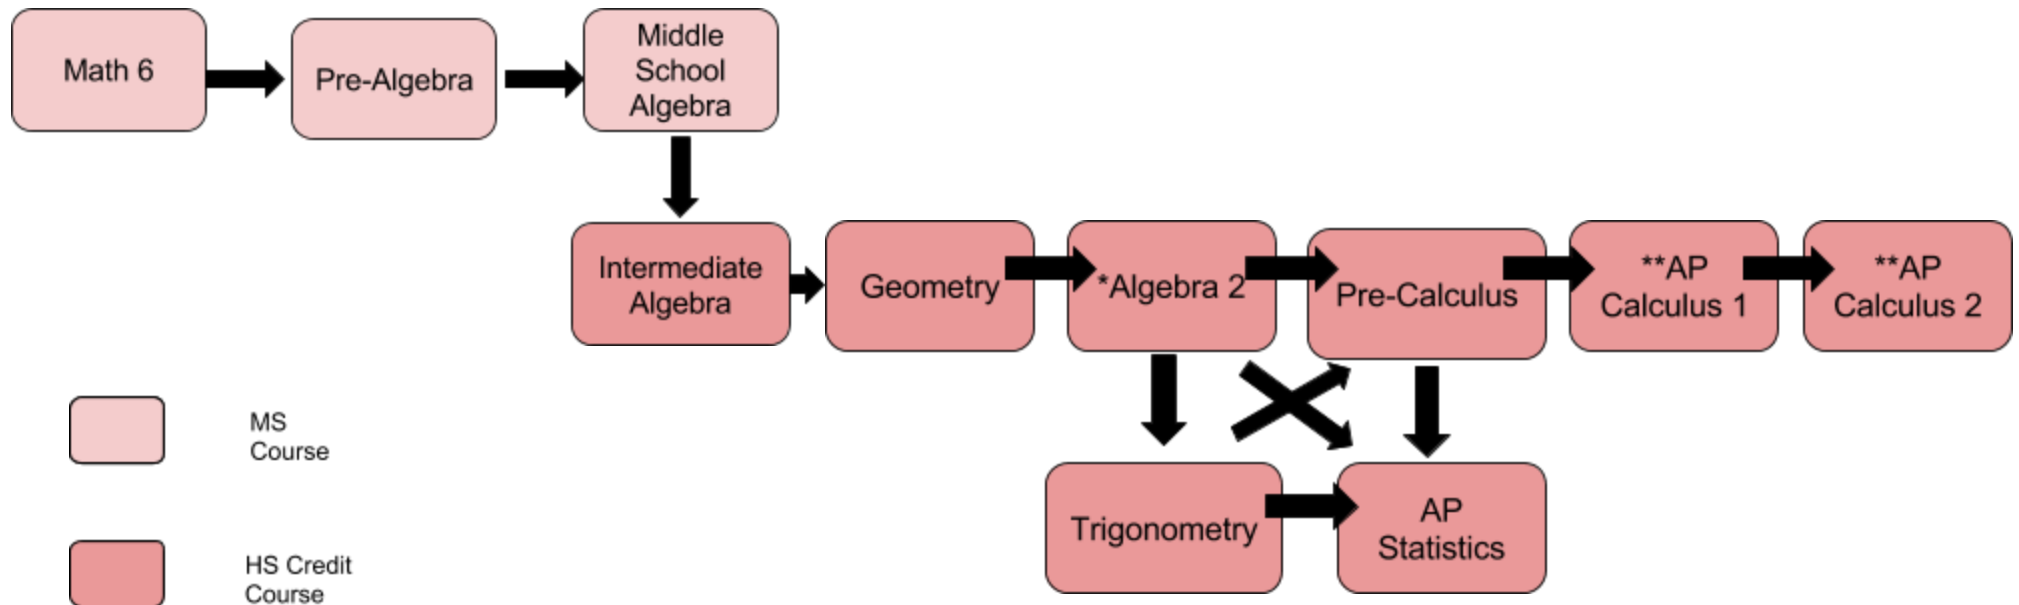 Math 6
Pre-Algebra
Middle
School
Algebra
Intermediate
Algebra
Geometry
*Algebra 2
Pre-Calculus
**AP
Calculus 1
**AP
Calculus 2
Trigonometry
AP
Statistics
MS
Course
HS Credit
Course